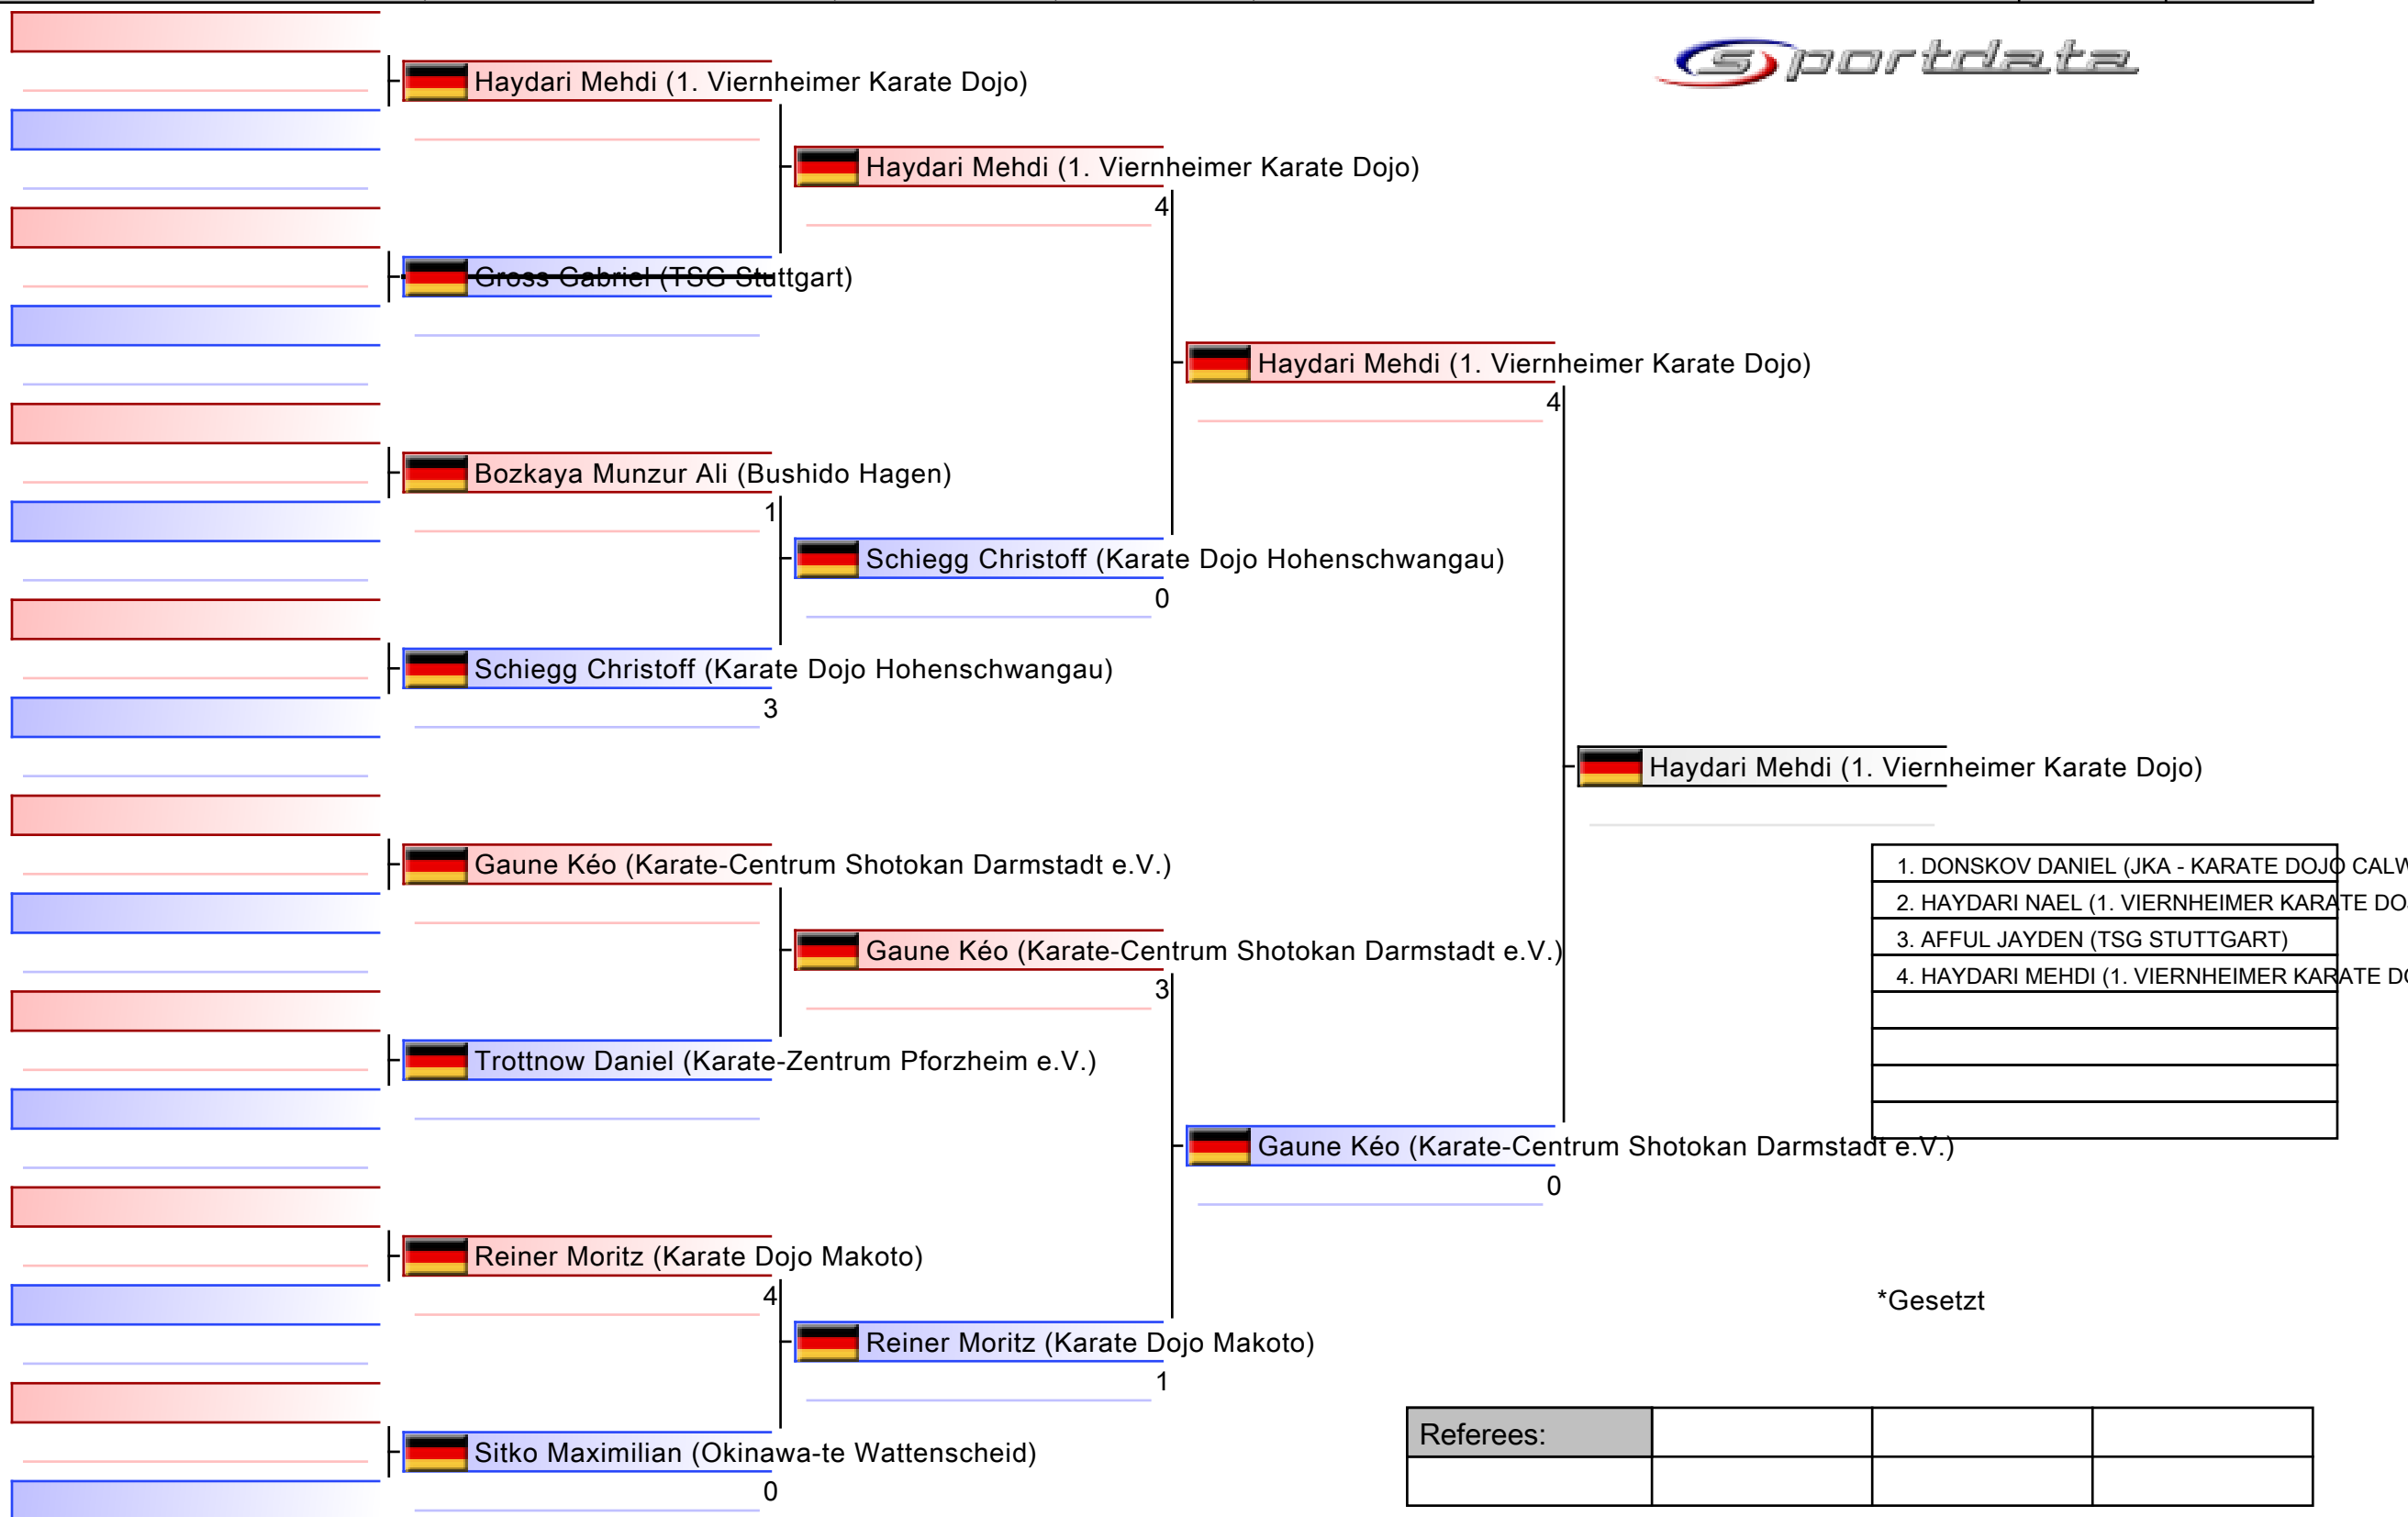 sportdata
Haydari Mehdi (1. Viernheimer Karate Dojo)
Haydari Mehdi (1. Viernheimer Karate Dojo)
4
Gross Gabriel (TSG Stuttgart)
Haydari Mehdi (1. Viernheimer Karate Dojo)
4
Bozkaya Munzur Ali (Bushido Hagen)
1
Schiegg Christoff (Karate Dojo Hohenschwangau)
0
Schiegg Christoff (Karate Dojo Hohenschwangau)
3
Haydari Mehdi (1. Viernheimer Karate Dojo)
Gaune Kéo (Karate-Centrum Shotokan Darmstadt e.V.)
1. DONSKOV DANIEL (JKA - KARATE DOJO CALW
2. HAYDARI NAEL (1. VIERNHEIMER KARATE DO
3. AFFUL JAYDEN (TSG STUTTGART)
4. HAYDARI MEHDI (1. VIERNHEIMER KARATE DO
Gaune Kéo (Karate-Centrum Shotokan Darmstadt e.V.)
3
Trottnow Daniel (Karate-Zentrum Pforzheim e.V.)
Gaune Kéo (Karate-Centrum Shotokan Darmstadt e.V.)
0
Reiner Moritz (Karate Dojo Makoto)
4
*Gesetzt
Reiner Moritz (Karate Dojo Makoto)
1
Referees:
Sitko Maximilian (Okinawa-te Wattenscheid)
0